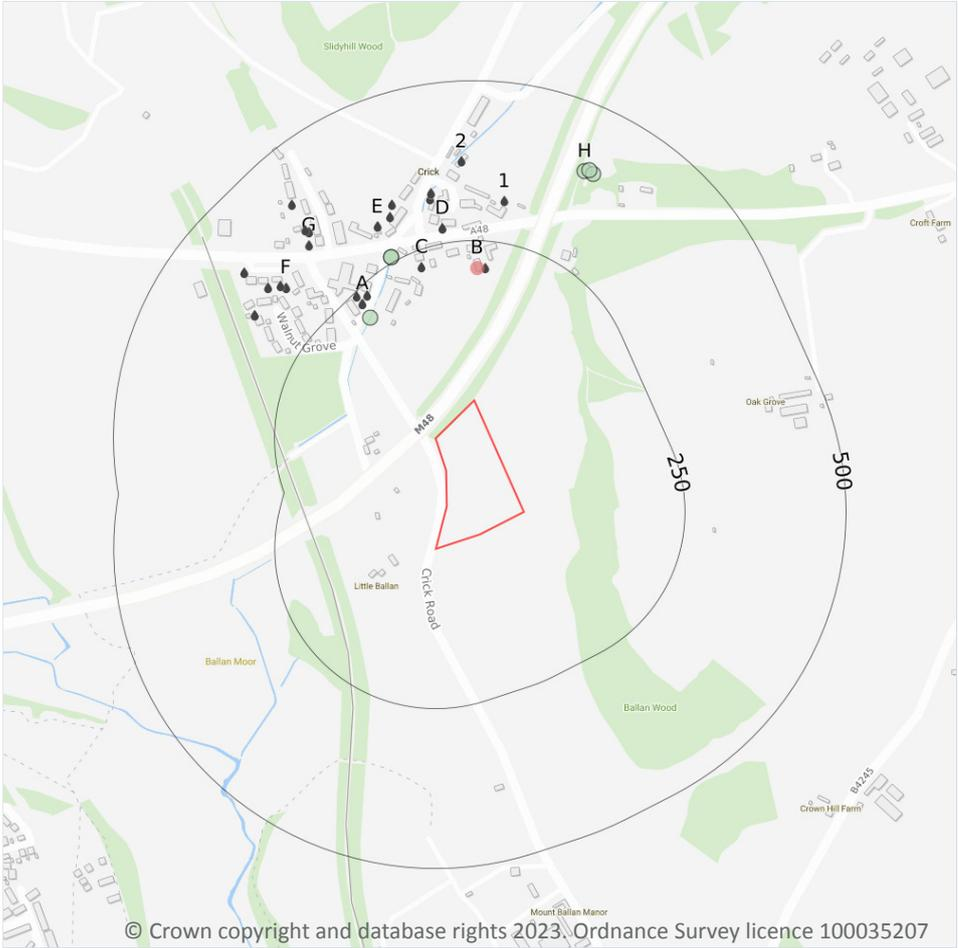 Slidyhill Wood
2
H
Crick
1
E
D
G
A48
Croft Farm
C
B
F
A
Walnut Grove
Oak Grove
M48
250
500
Little Ballan
Crick Road
Ballan Moor
Ballan Wood
B4245
Crown Hill Farm
Mount Ballan Manor
© Crown copyright and database rights 2023. Ordnance Survey licence 100035207